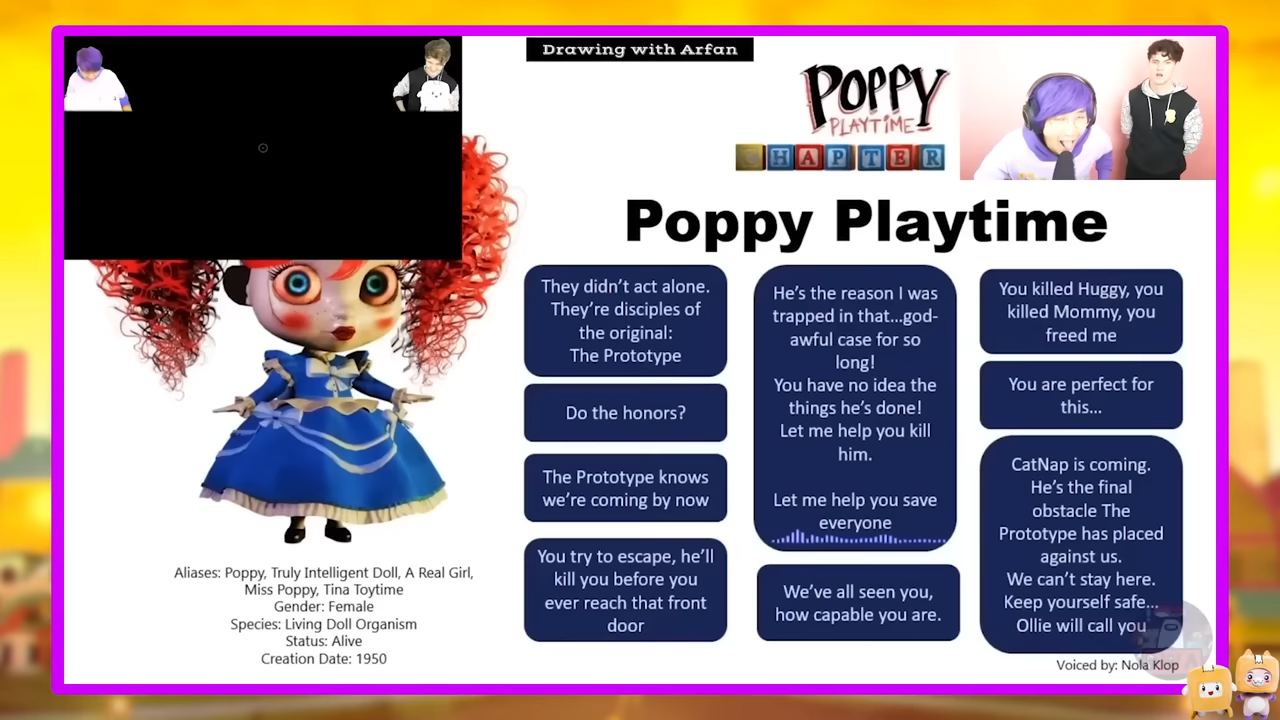 Drawing with Arfan
POPPY
PLAYTIME
CHAPTER
Poppy Playtime
They didn’t act alone.
They’re disciples of
the original:
The Prototype
Do the honors?
The Prototype knows
we’re coming by now
You try to escape, he’ll
kill you before you
ever reach that front
door
He’s the reason I was
trapped in that...god-
awful case for so
long!
You have no idea the
things he’s done!
Let me help you kill
him.
Let me help you save
everyone
We’ve all seen you,
how capable you are.
You killed Huggy, you
killed Mommy, you
freed me
You are perfect for
this...
CatNap is coming.
He’s the final
obstacle The
Prototype has placed
against us.
We can’t stay here.
Keep yourself safe...
Ollie will call you
Aliases: Poppy, Truly Intelligent Doll, A Real Girl,
Miss Poppy, Tina Toytime
Gender: Female
Species: Living Doll Organism
Status: Alive
Creation Date: 1950
Voiced by: Nola Klop